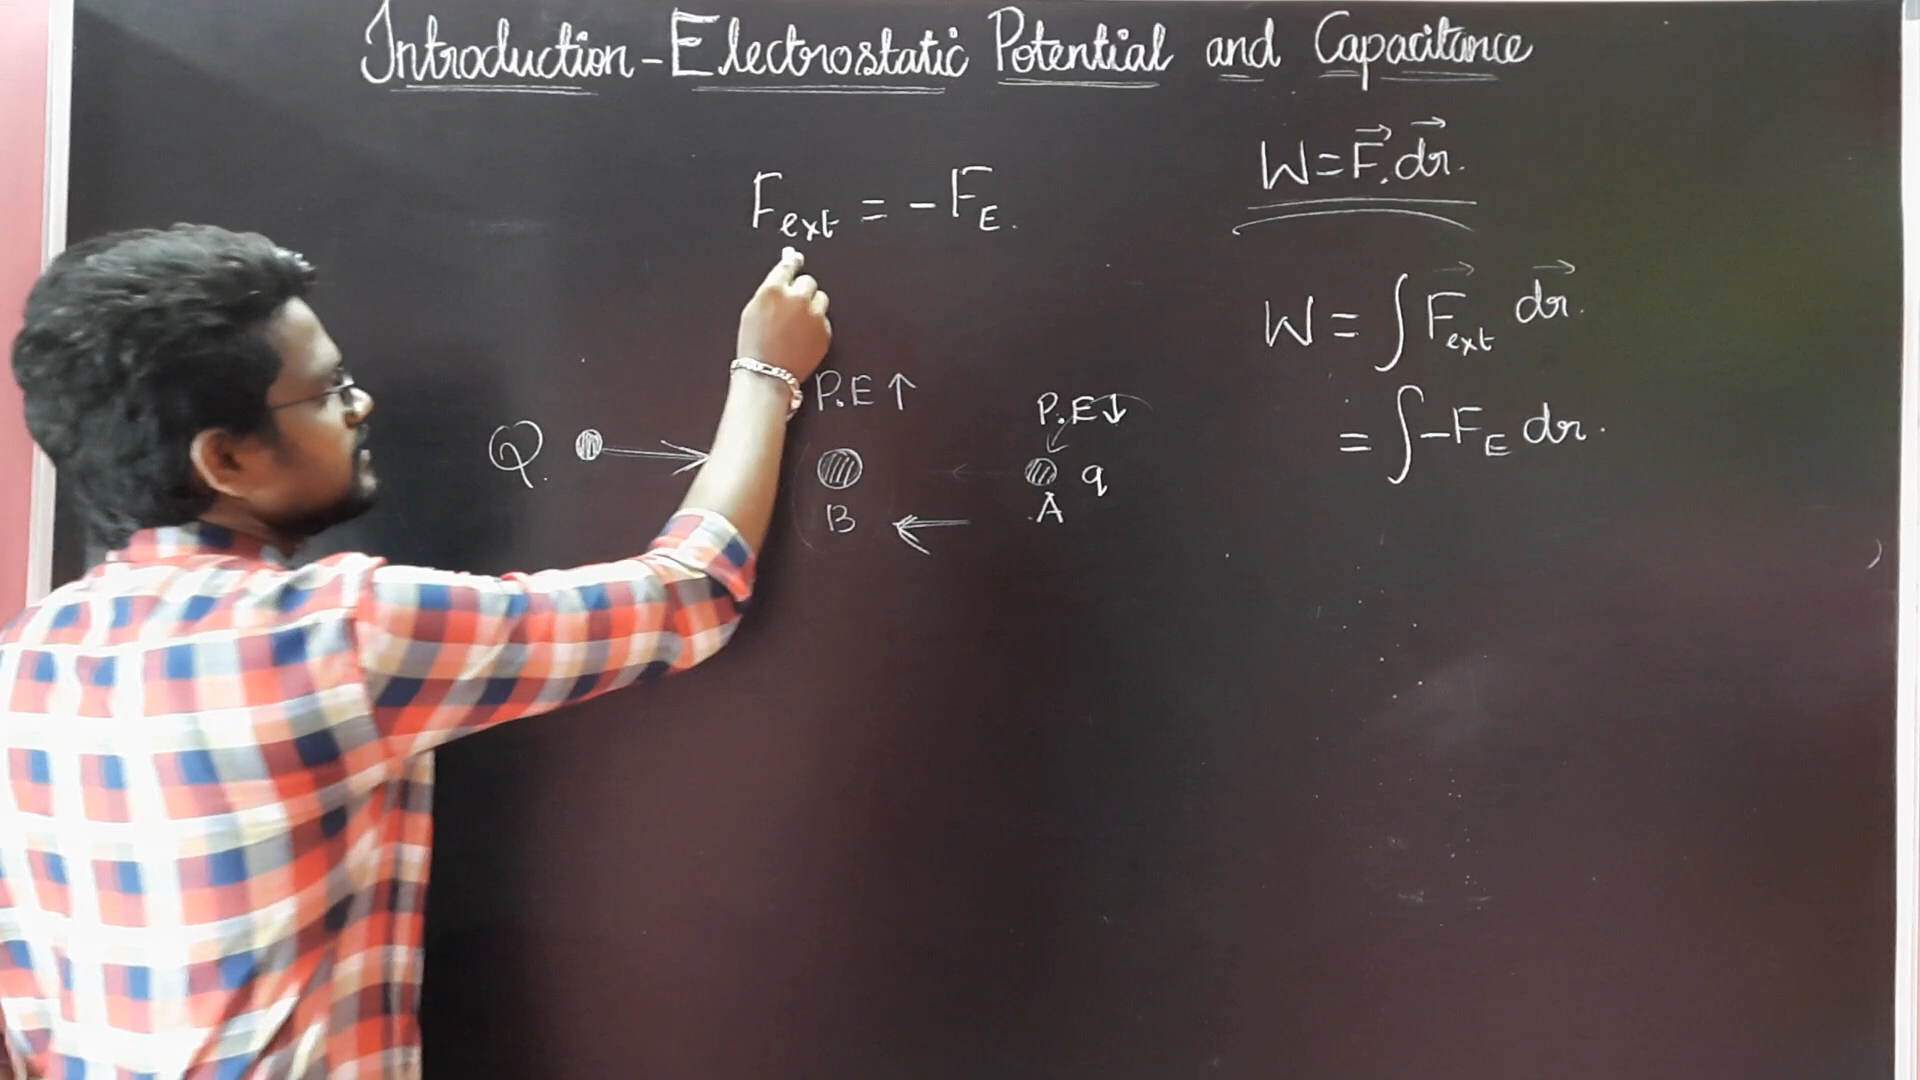 Introduction - Electrostatic Potential and Capacitance
W = F⃗ . dr⃗.
F_ext = - F_E.
W = ∫ F⃗_ext dr⃗.
P.E ↑
P.E ↓
= ∫ -F_E dr.
Q.
q
B
A